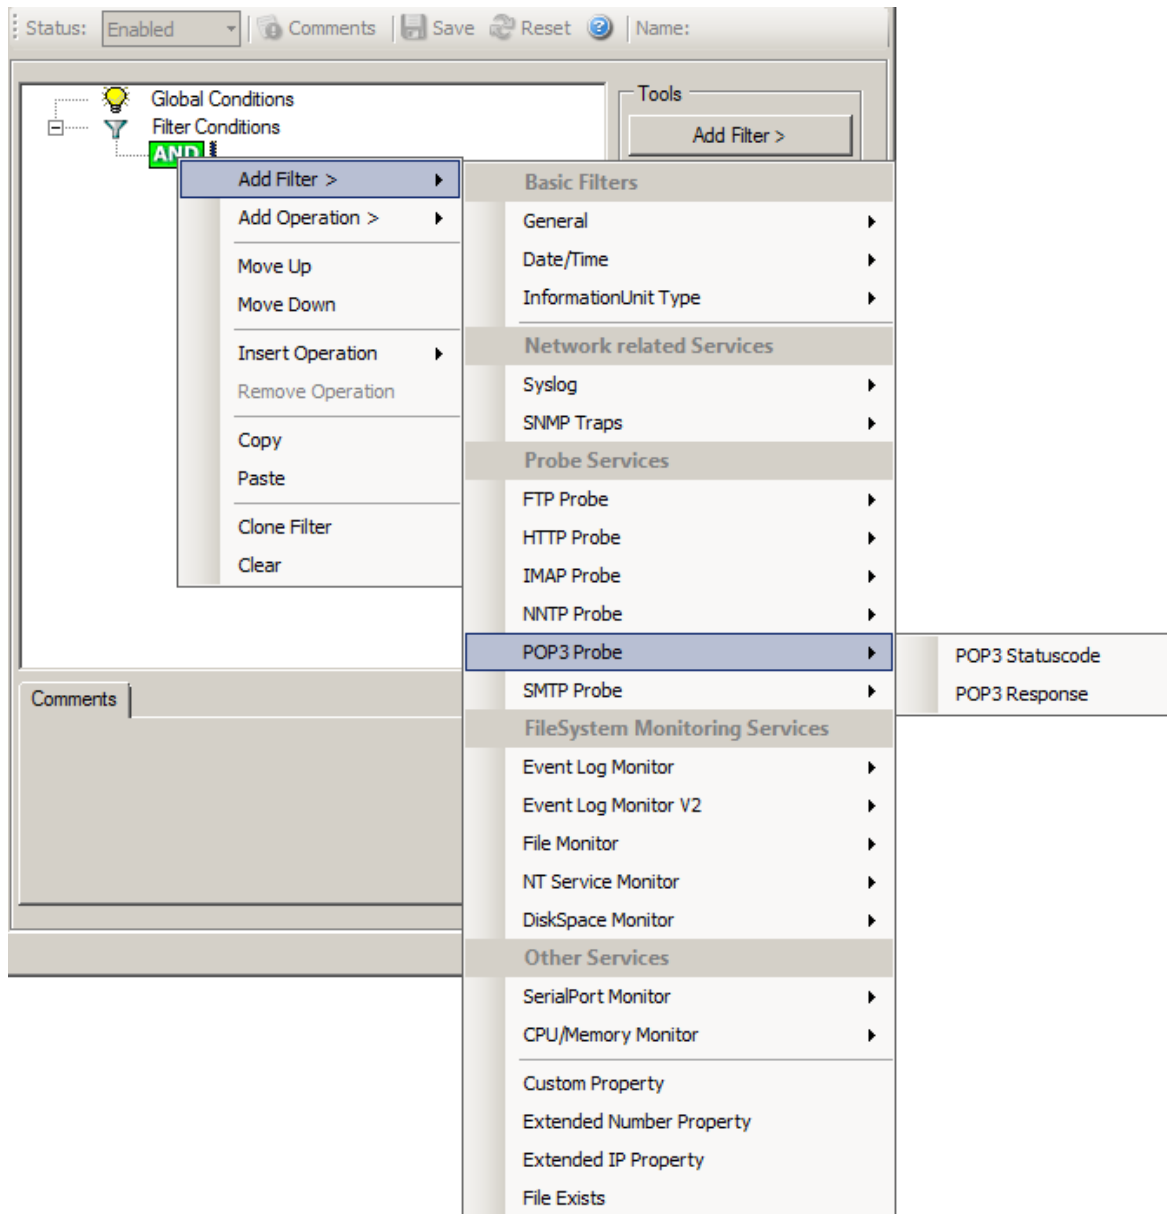 Status: Enabled Comments Save Reset Name:
Global Conditions
Filter Conditions
AND
Tools
Add Filter >
Add Filter >
Add Operation >
Move Up
Move Down
Insert Operation
Remove Operation
Copy
Paste
Clone Filter
Clear
Basic Filters
General
Date/Time
InformationUnit Type
Network related Services
Syslog
SNMP Traps
Probe Services
FTP Probe
HTTP Probe
IMAP Probe
NNTP Probe
POP3 Probe
SMTP Probe
FileSystem Monitoring Services
Event Log Monitor
Event Log Monitor V2
File Monitor
NT Service Monitor
DiskSpace Monitor
Other Services
SerialPort Monitor
CPU/Memory Monitor
Custom Property
Extended Number Property
Extended IP Property
File Exists
POP3 Statuscode
POP3 Response
Comments